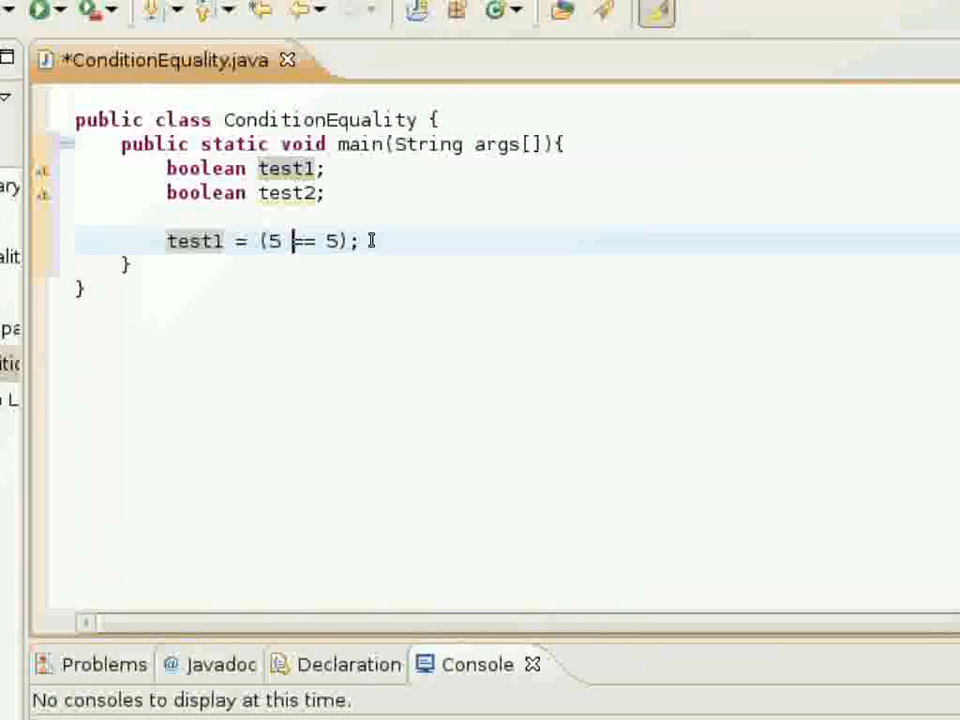 *ConditionEquality.java
public class ConditionEquality {
public static void main(String args[]){
boolean test1;
boolean test2;
test1 = (5 == 5);
}
}
Problems @ Javadoc Declaration Console
No consoles to display at this time.